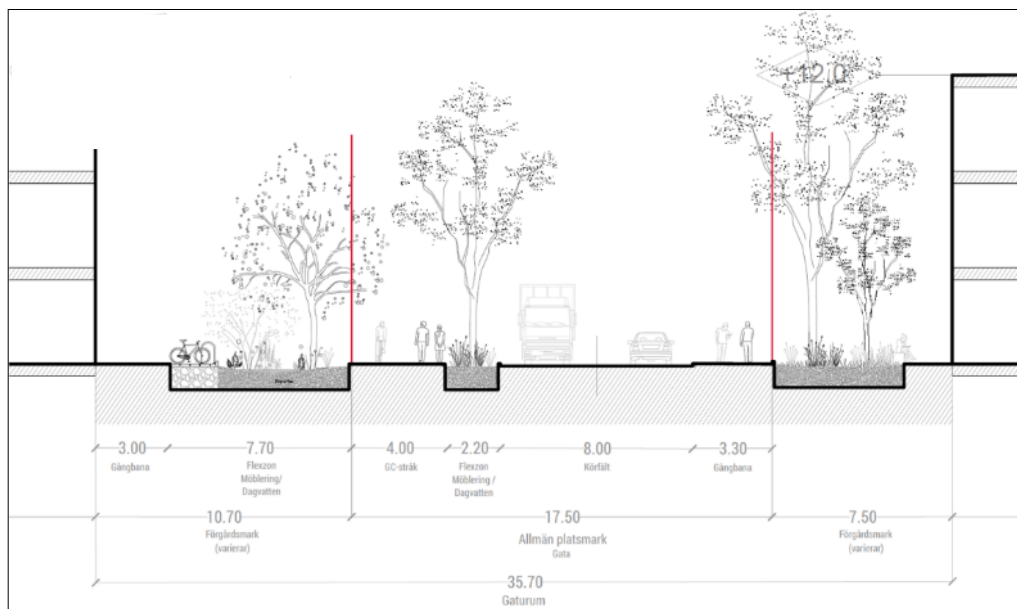 +12.0
3.00
Gångbana
7.70
Flexzon
Möblering/
Dagvatten
4.00
GC-stråk
2.20
Flexzon
Möblering /
Dagvatten
8.00
Körfält
3.30
Gångbana
10.70
Förgårdsmark
(varierar)
17.50
Allmän platsmark
Gata
7.50
Förgårdsmark
(varierar)
35.70
Gaturum